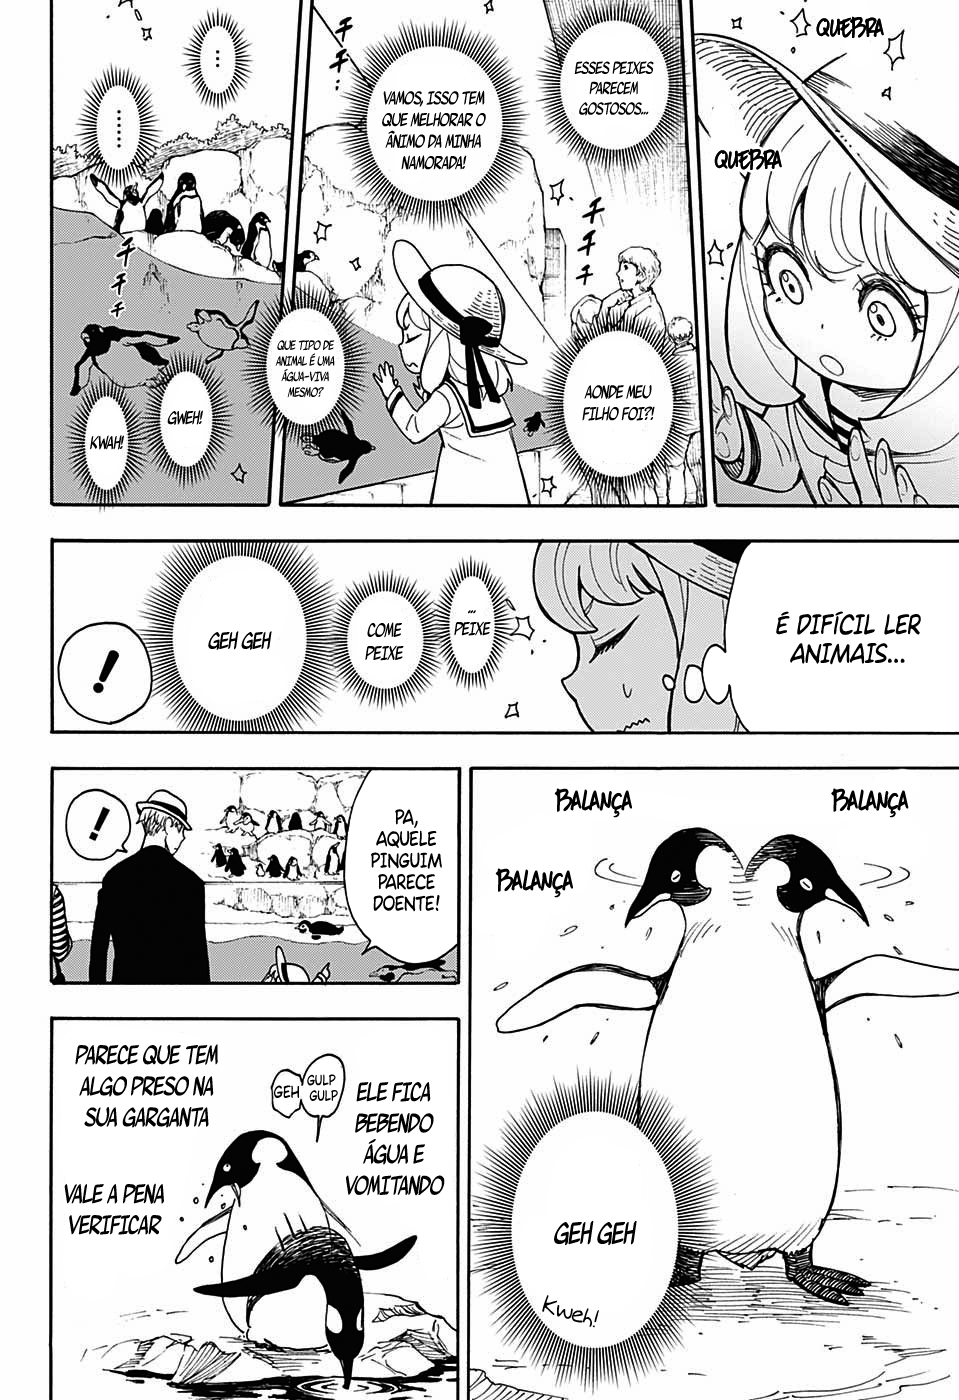 QUEBRA
QUEBRA
ESSES PEIXES
PARECEM
GOSTOSOS...
VAMOS, ISSO TEM
QUE MELHORAR O
ÂNIMO DA MINHA
NAMORADA!
AONDE MEU
FILHO FOI?!
QUE TIPO DE
ANIMAL É UMA
ÁGUA-VIVA
MESMO?
チチチ
チチチ
...
......
チチチ
GWEH!
KWAH!
É DIFÍCIL LER
ANIMAIS...
...
PEIXE
COME
PEIXE
GEH GEH
!
BALANÇA
BALANÇA
BALANÇA
GEH GEH
Kweh!
PA,
AQUELE
PINGUIM
PARECE
DOENTE!
!
PARECE QUE TEM
ALGO PRESO NA
SUA GARGANTA
GULP
GULP
GEH
ELE FICA
BEBENDO
ÁGUA E
VOMITANDO
VALE A PENA
VERIFICAR